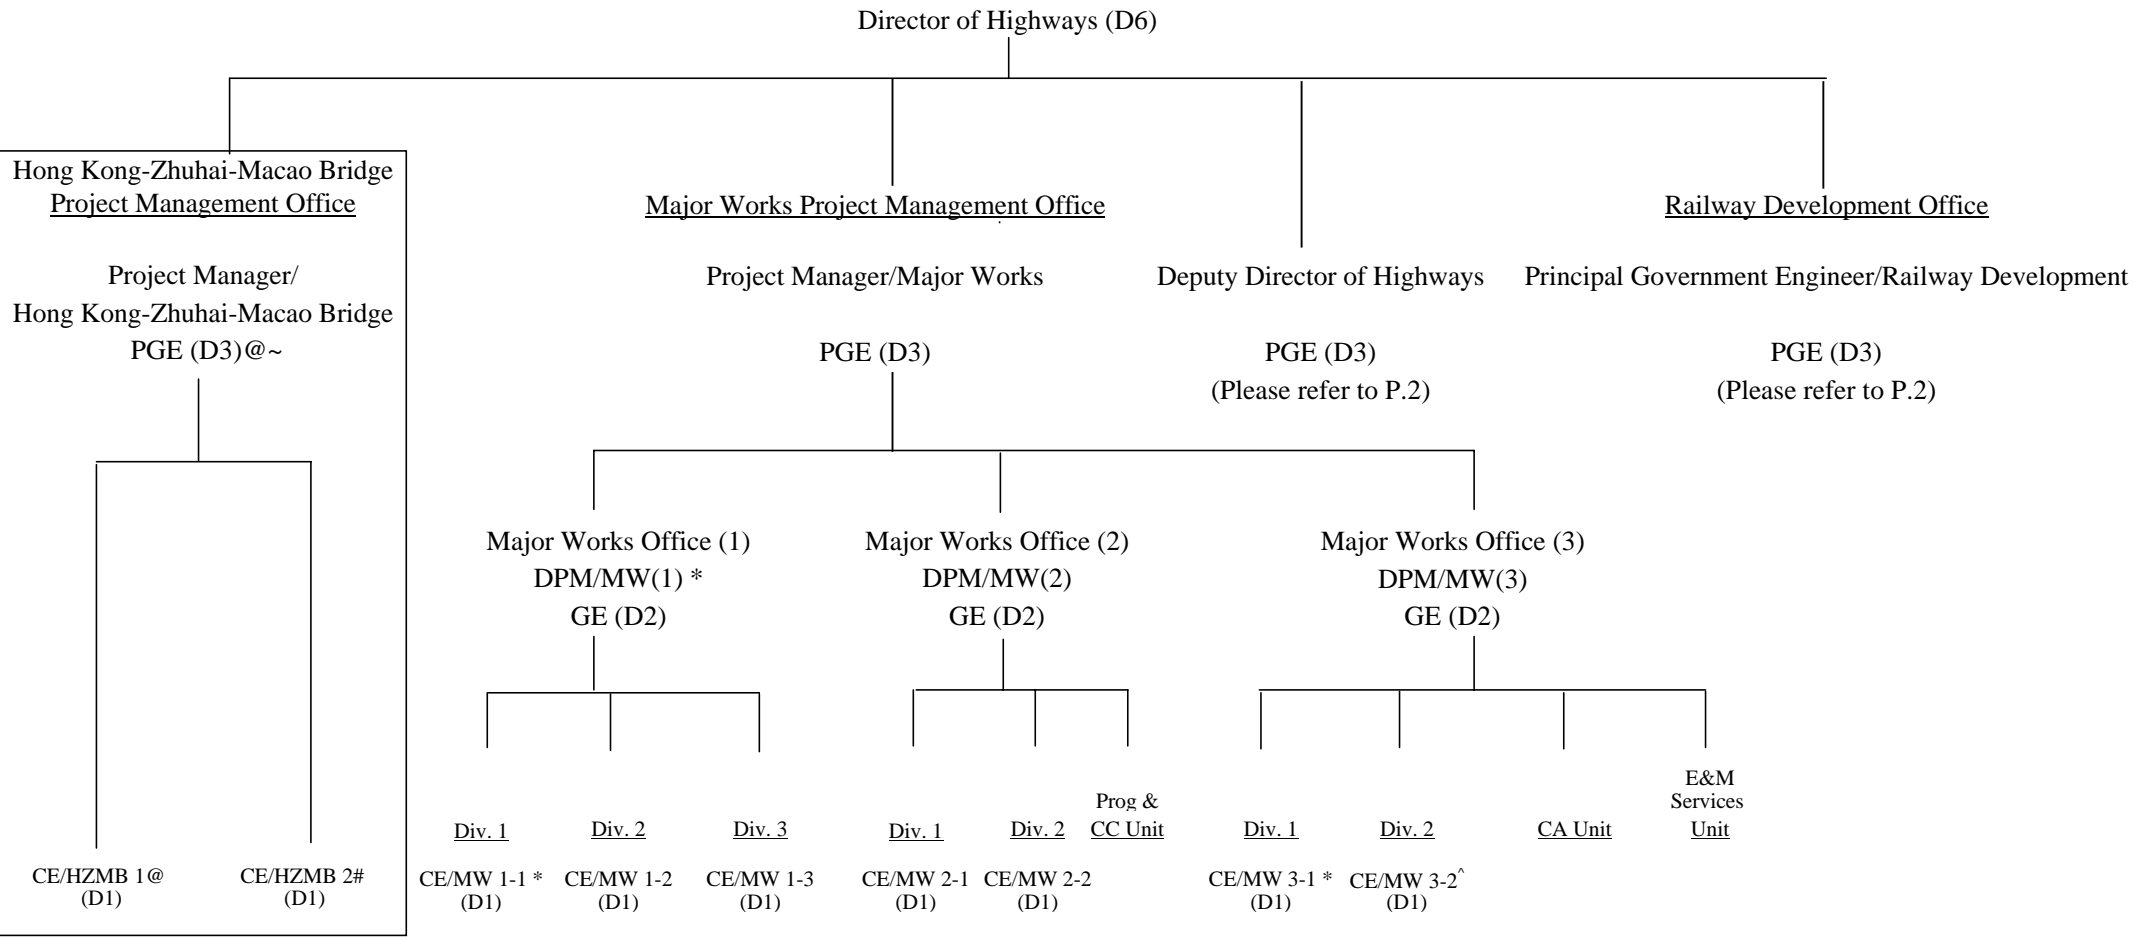 Director of Highways (D6)
Hong Kong-Zhuhai-Macao Bridge
Project Management Office
Project Manager/
Hong Kong-Zhuhai-Macao Bridge
PGE (D3)@~
CE/HZMB 1@
(D1)
CE/HZMB 2#
(D1)
Major Works Project Management Office
Project Manager/Major Works
PGE (D3)
Major Works Office (1)
DPM/MW(1) *
GE (D2)
Div. 1
CE/MW 1-1 *
(D1)
Div. 2
CE/MW 1-2
(D1)
Div. 3
CE/MW 1-3
(D1)
Major Works Office (2)
DPM/MW(2)
GE (D2)
Div. 1
CE/MW 2-1
(D1)
Div. 2
CE/MW 2-2
(D1)
Prog &
CC Unit
Major Works Office (3)
DPM/MW(3)
GE (D2)
Div. 1
CE/MW 3-1 *
(D1)
Div. 2
CE/MW 3-2^
(D1)
CA Unit
E&M
Services
Unit
Deputy Director of Highways
PGE (D3)
(Please refer to P.2)
Railway Development Office
Principal Government Engineer/Railway Development
PGE (D3)
(Please refer to P.2)